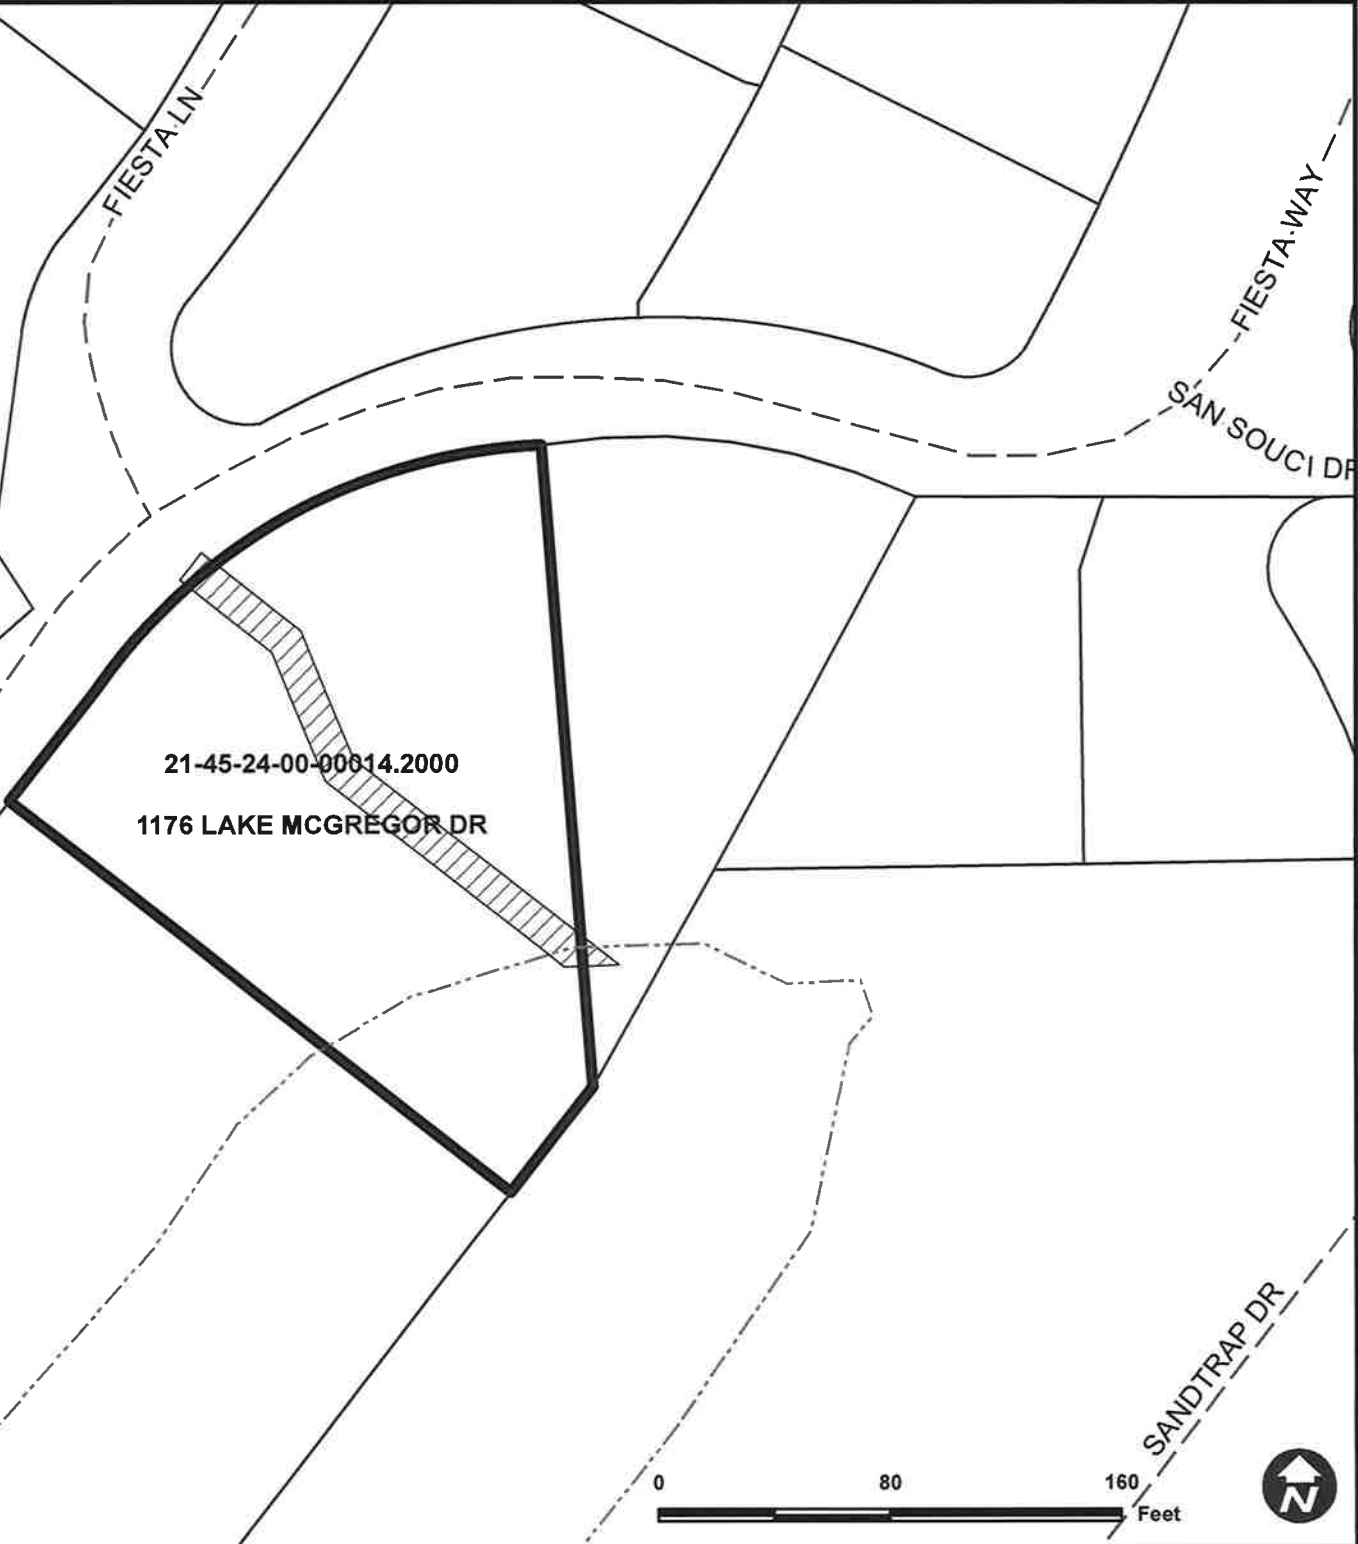 FIESTA LN
FIESTA WAY
SAN SOUCI DR
21-45-24-00-00014.2000
1176 LAKE MCGREGOR DR
SANDTRAP DR
0 80 160
Feet
N